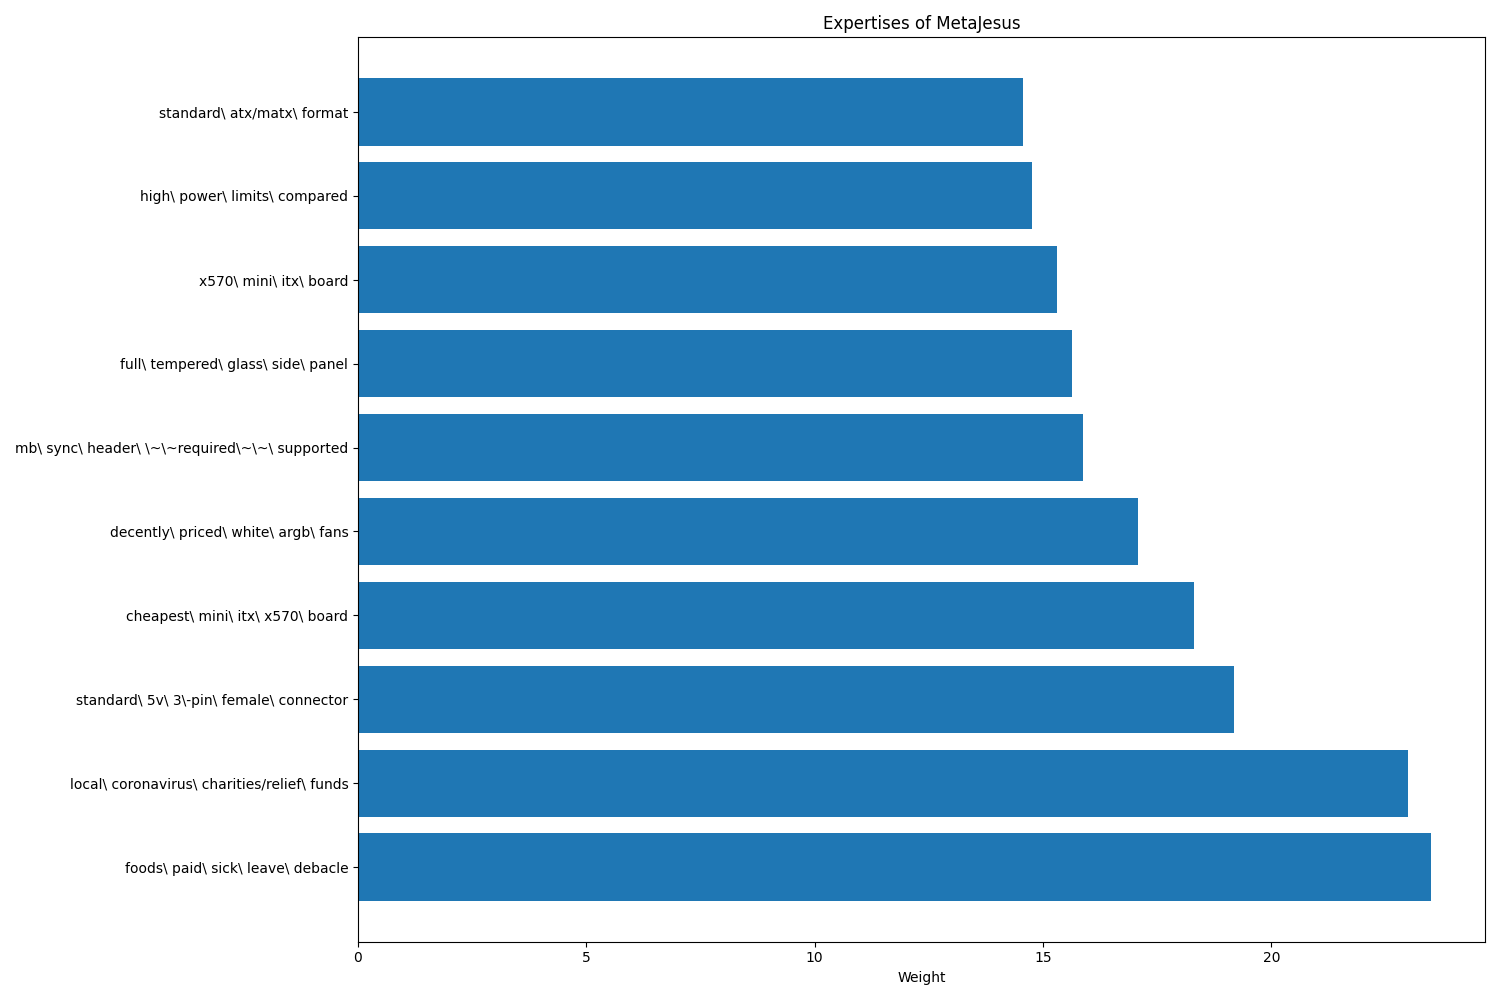 Expertises of MetaJesus
standard\ atx/matx\ format
high\ power\ limits\ compared
x570\ mini\ itx\ board
full\ tempered\ glass\ side\ panel
mb\ sync\ header\ \~\~required\~\~\ supported
decently\ priced\ white\ argb\ fans
cheapest\ mini\ itx\ x570\ board
standard\ 5v\ 3\-pin\ female\ connector
local\ coronavirus\ charities/relief\ funds
foods\ paid\ sick\ leave\ debacle
0 5 10 15 20
Weight